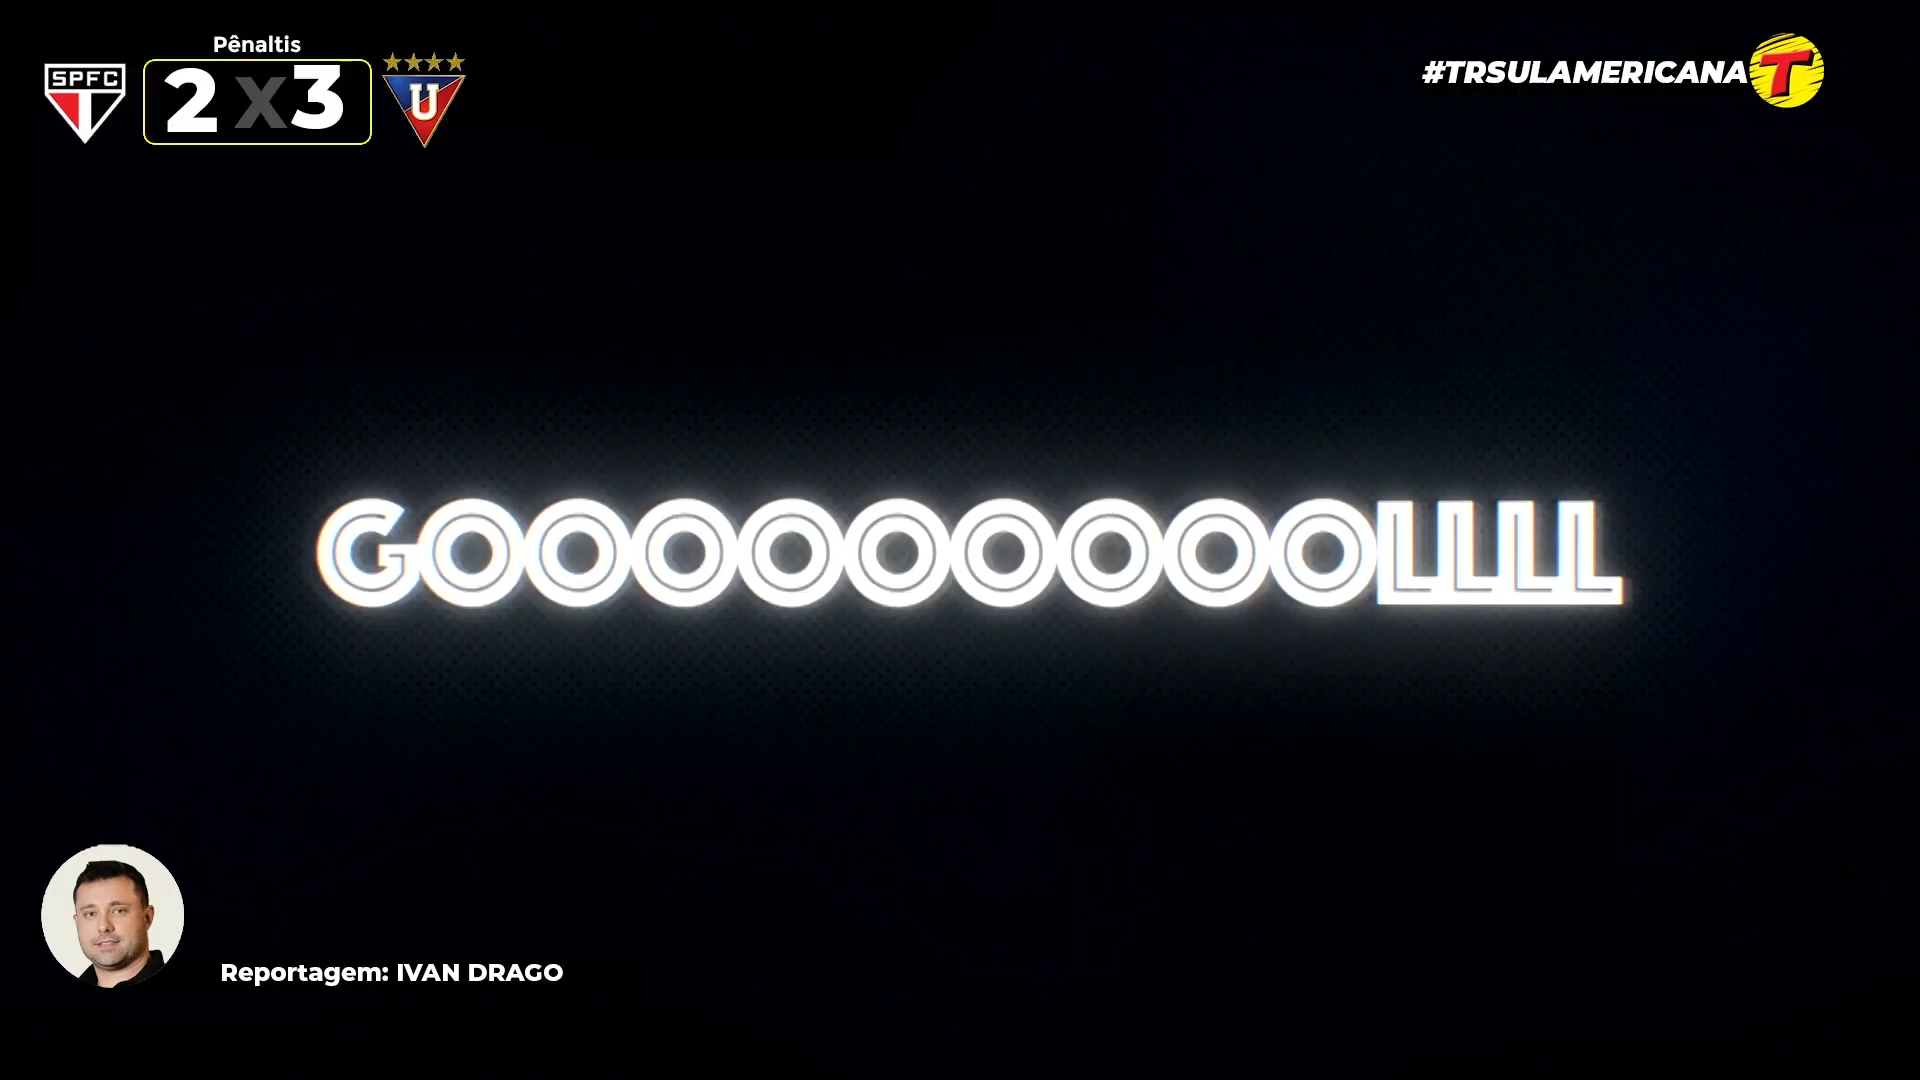 Pênaltis
SPFC
2 X 3
U
#TRSULAMERICANA T
GOOOOOOOOOLLLL
Reportagem: IVAN DRAGO